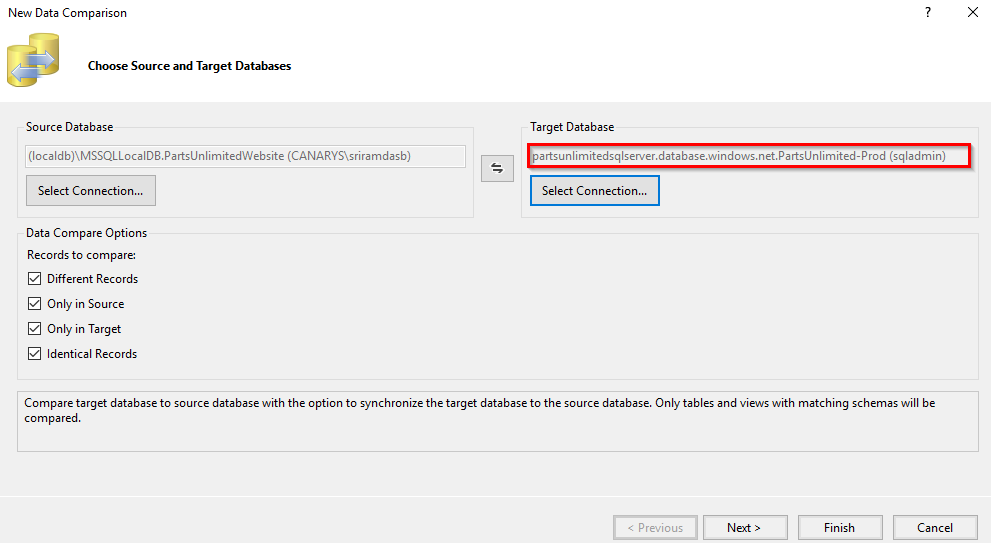 New Data Comparison
?
Choose Source and Target Databases
Source Database
(localdb)\MSSQLLocalDB.PartsUnlimitedWebsite (CANARYS\sriramdasb)
Select Connection...
Target Database
partsunlimitedsqlserver.database.windows.net.PartsUnlimited-Prod (sqladmin)
Select Connection...
Data Compare Options
Records to compare:
Different Records
Only in Source
Only in Target
Identical Records
Compare target database to source database with the option to synchronize the target database to the source database. Only tables and views with matching schemas will be
compared.
< Previous
Next >
Finish
Cancel